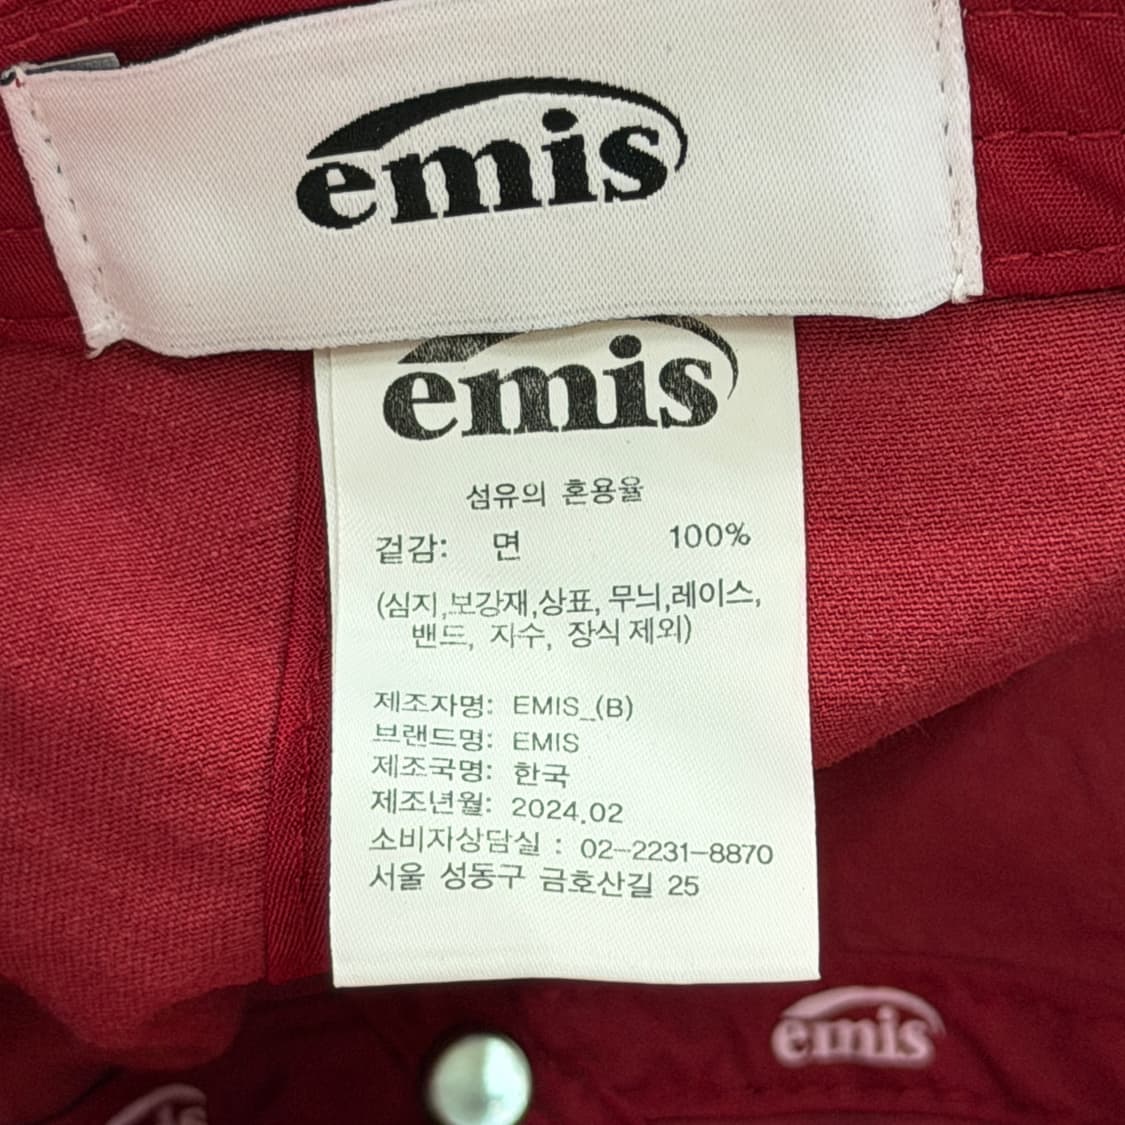 emis
emis
섬유의 혼용율
겉감: 면 100%
(심지,보강재,상표, 무늬,레이스,
밴드, 자수, 장식 제외)
제조자명: EMIS_(B)
브랜드명: EMIS
제조국명: 한국
제조년월: 2024.02
소비자상담실 : 02-2231-8870
서울 성동구 금호산길 25
emis